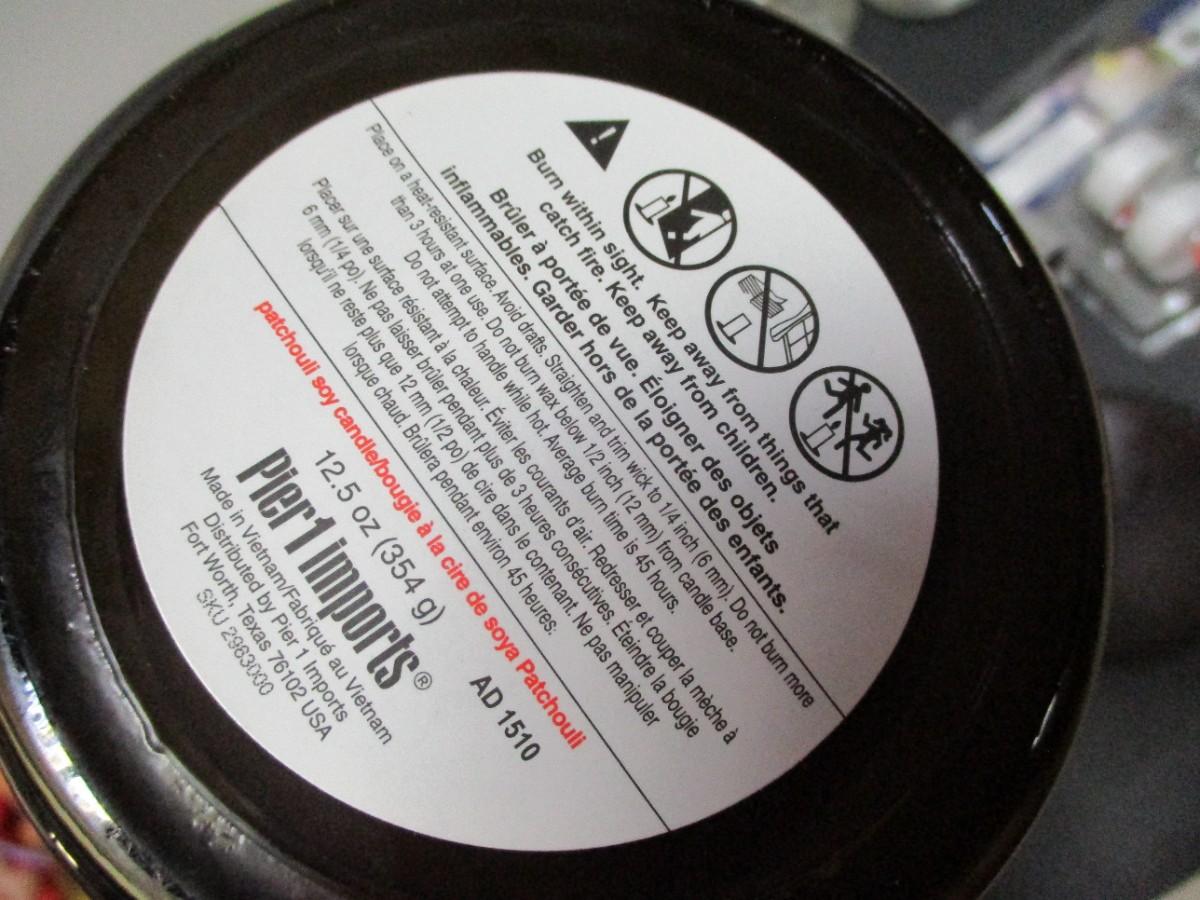 Burn within sight. Keep away from things that
catch fire. Keep away from children.
Brûler à portée de vue. Éloigner des objets
inflammables. Garder hors de la portée des enfants.
Place on a heat-resistant surface. Avoid drafts. Straighten and trim wick to 1/4 inch (6 mm). Do not burn more
than 3 hours at one use. Do not burn wax below 1/2 inch (12 mm) from candle base.
Do not attempt to handle while hot. Average burn time is 45 hours.
Placer sur une surface résistant à la chaleur. Éviter les courants d'air. Redresser et couper la mèche à
6 mm (1/4 po). Ne pas laisser brûler pendant plus de 3 heures consécutives. Éteindre la bougie
lorsqu'il ne reste plus que 12 mm (1/2 po) de cire dans le contenant. Ne pas manipuler
lorsque chaud. Brûlera pendant environ 45 heures.
patchouli soy candle/bougie à la cire de soya Patchouli
12.5 oz (354 g)
AD 1510
Pier 1 imports®
Made in Vietnam/Fabriqué au Vietnam
Distributed by Pier 1 Imports
Fort Worth, Texas 76102 USA
SKU 2963000